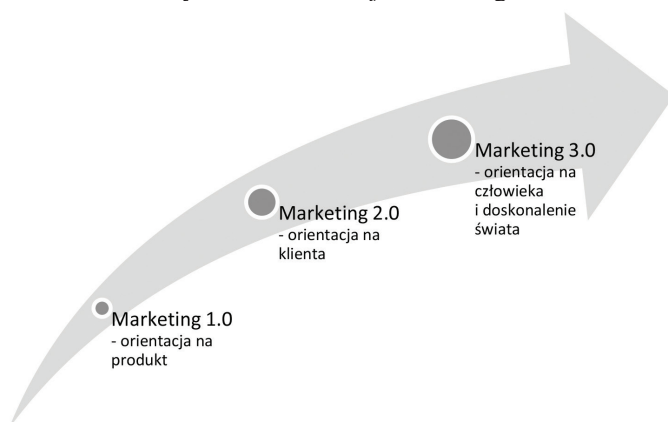 Marketing 3.0
- orientacja na
człowieka
i doskonalenie
świata
Marketing 2.0
- orientacja na
klienta
Marketing 1.0
- orientacja na
produkt